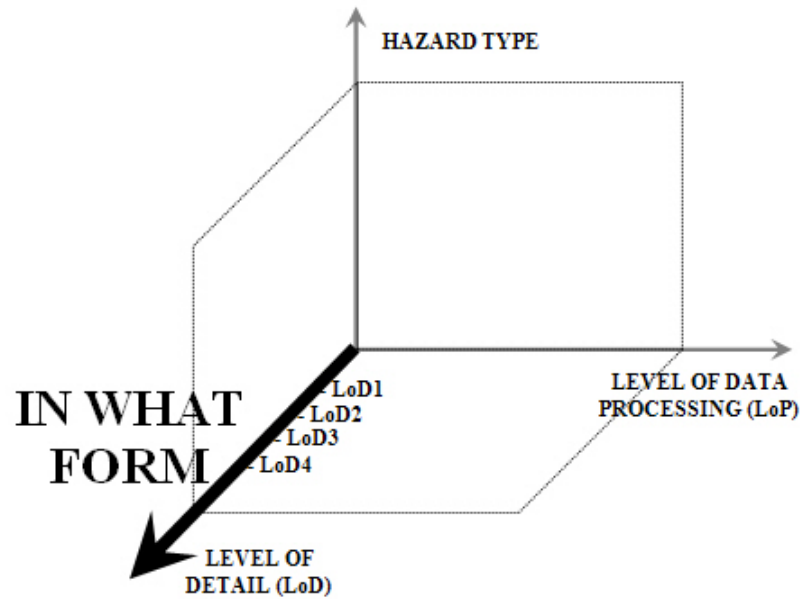 HAZARD TYPE
LEVEL OF DATA
PROCESSING (LoP)
IN WHAT
FORM
- LoD1
- LoD2
- LoD3
- LoD4
LEVEL OF
DETAIL (LoD)